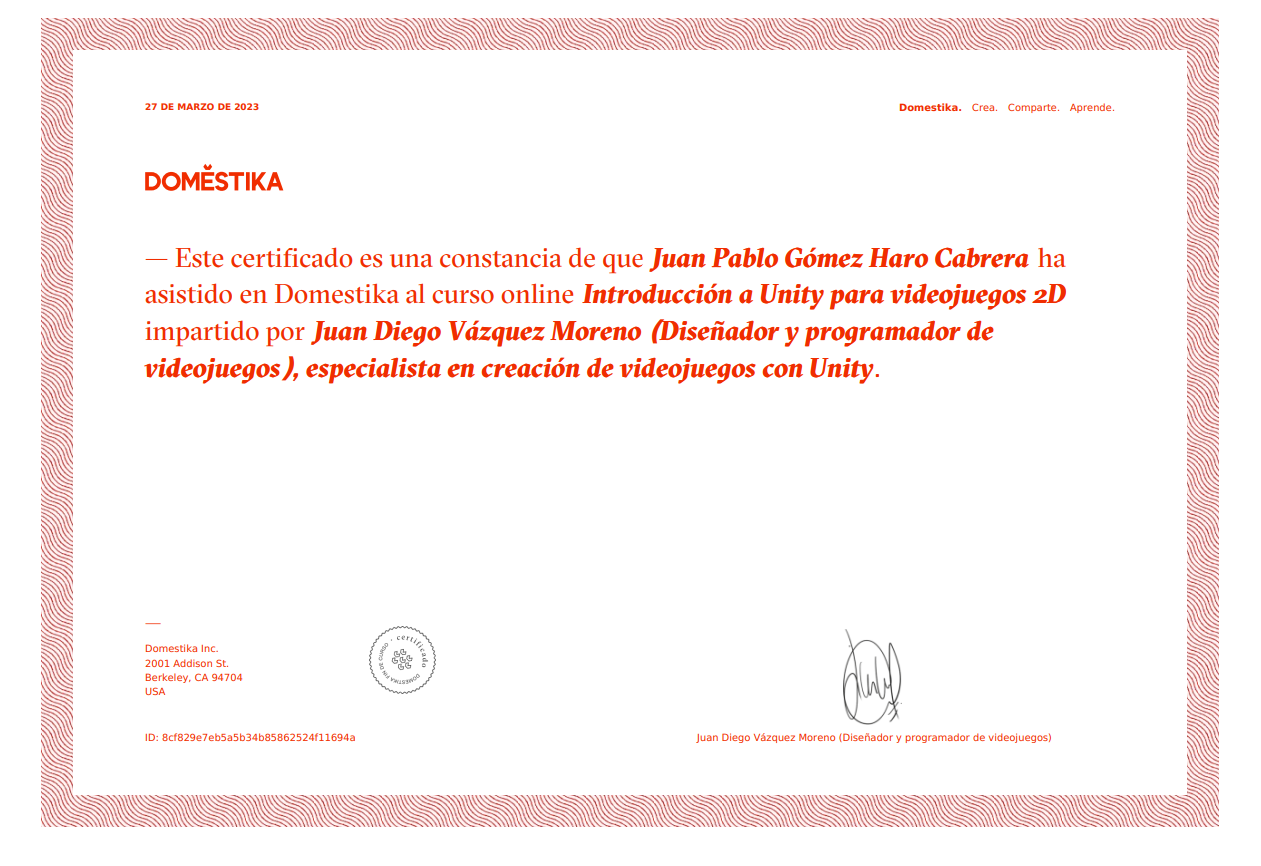 27 DE MARZO DE 2023
Domestika. Crea. Comparte. Aprende.
DOMĔSTIKA
— Este certificado es una constancia de que Juan Pablo Gómez Haro Cabrera ha
asistido en Domestika al curso online Introducción a Unity para videojuegos 2D
impartido por Juan Diego Vázquez Moreno (Diseñador y programador de
videojuegos), especialista en creación de videojuegos con Unity.
—
Domestika Inc.
2001 Addison St.
Berkeley, CA 94704
USA
· certificado ·
DOMESTIKA FIN DE CURSO
ID: 8cf829e7eb5a5b34b85862524f11694a
Juan Diego Vázquez Moreno (Diseñador y programador de videojuegos)